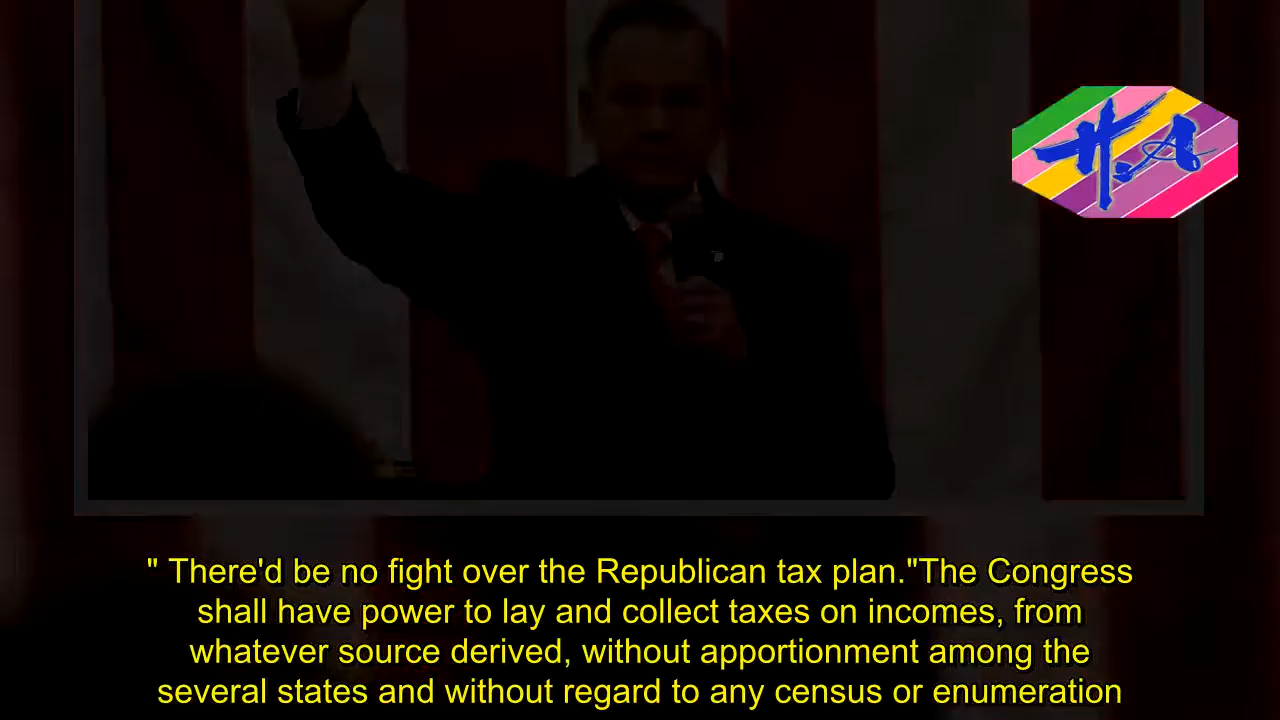 H.A
" There'd be no fight over the Republican tax plan."The Congress
shall have power to lay and collect taxes on incomes, from
whatever source derived, without apportionment among the
several states and without regard to any census or enumeration